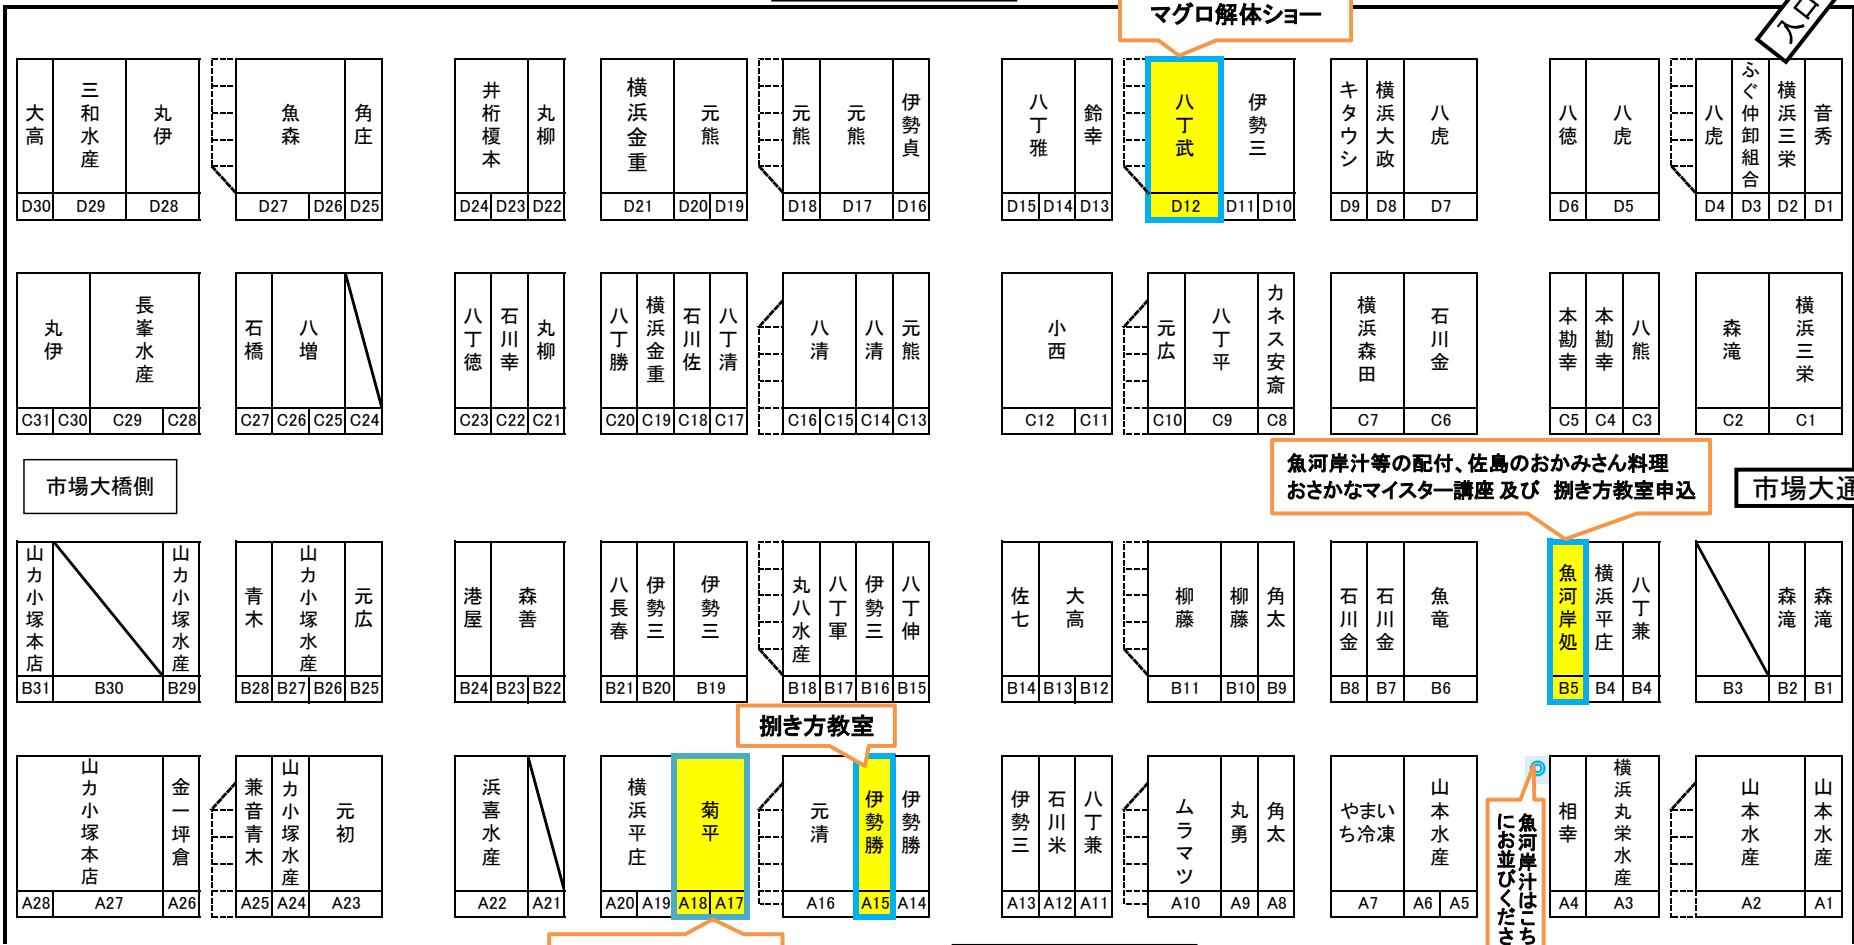 マグロ解体ショー
入口
大高
三和水産
丸伊
魚森
角庄
井桁榎本
丸柳
横浜金重
元熊
元熊
元熊
伊勢貞
八丁雅
鈴幸
八丁武
伊勢三
キタウシ
横浜大政
八虎
八徳
八虎
八虎
ふぐ仲卸組合
横浜三栄
音秀
D30 D29 D28 D27 D26 D25 D24 D23 D22 D21 D20 D19 D18 D17 D16 D15 D14 D13 D12 D11 D10 D9 D8 D7 D6 D5 D4 D3 D2 D1
丸伊
長峯水産
石橋
八増
八丁徳
石川幸
丸柳
八丁勝
横浜金重
石川佐
八丁清
八清
八清
元熊
小西
元広
八丁平
カネス安斎
横浜森田
石川金
本勘幸
本勘幸
八熊
森滝
横浜三栄
C31 C30 C29 C28 C27 C26 C25 C24 C23 C22 C21 C20 C19 C18 C17 C16 C15 C14 C13 C12 C11 C10 C9 C8 C7 C6 C5 C4 C3 C2 C1
市場大橋側
魚河岸汁等の配付、佐島のおかみさん料理
おさかなマイスター講座 及び 捌き方教室申込
市場大通
山カ小塚本店
山カ小塚水産
青木
山カ小塚水産
元広
港屋
森善
八長春
伊勢三
伊勢三
丸八水産
八丁軍
伊勢三
八丁伸
佐七
大高
柳藤
柳藤
角太
石川金
石川金
魚竜
魚河岸処
横浜平庄
八丁兼
森滝
森滝
B31 B30 B29 B28 B27 B26 B25 B24 B23 B22 B21 B20 B19 B18 B17 B16 B15 B14 B13 B12 B11 B10 B9 B8 B7 B6 B5 B4 B4 B3 B2 B1
捌き方教室
山カ小塚本店
金一坪倉
兼音青木
山カ小塚水産
元初
浜喜水産
横浜平庄
菊平
元清
伊勢勝
伊勢勝
伊勢三
石川米
八丁兼
ムラマツ
丸勇
角太
やまい
ち冷凍
山本水産
魚河岸汁はこち
にお並びくださ
相幸
横浜丸栄水産
山本水産
山本水産
A28 A27 A26 A25 A24 A23 A22 A21 A20 A19 A18 A17 A16 A15 A14 A13 A12 A11 A10 A9 A8 A7 A6 A5 A4 A3 A2 A1